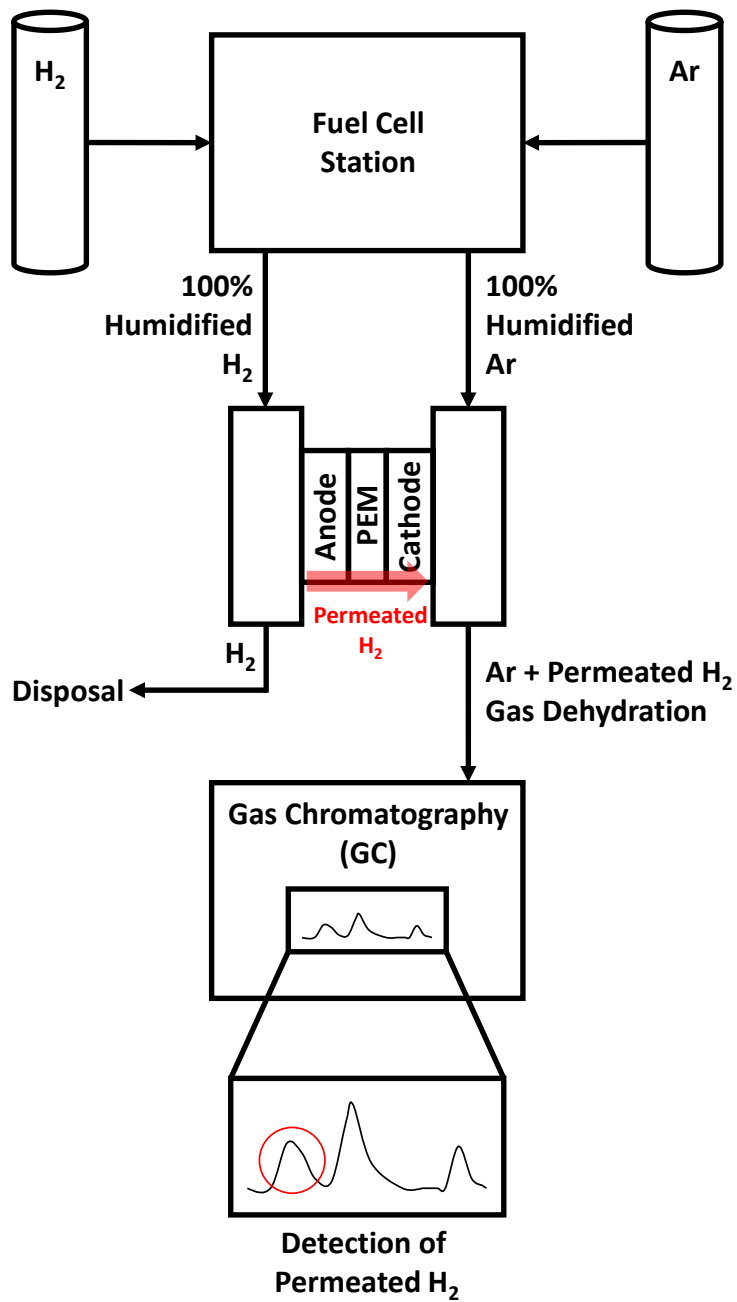 H₂
Fuel Cell
Station
Ar
100%
Humidified
H₂
100%
Humidified
Ar
Anode
PEM
Cathode
Permeated
H₂
H₂
Disposal
Ar + Permeated H₂
Gas Dehydration
Gas Chromatography
(GC)
Detection of
Permeated H₂